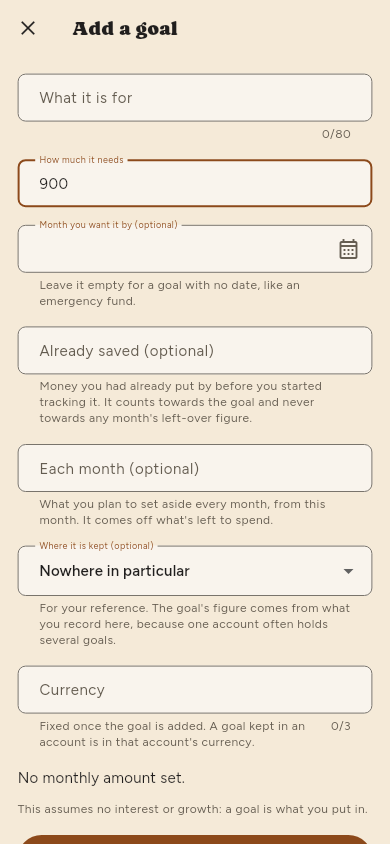 Add a goal
What it is for
0/80
How much it needs
900
Month you want it by (optional)
Leave it empty for a goal with no date, like an
emergency fund.
Already saved (optional)
Money you had already put by before you started
tracking it. It counts towards the goal and never
towards any month's left-over figure.
Each month (optional)
What you plan to set aside every month, from this
month. It comes off what's left to spend.
Where it is kept (optional)
Nowhere in particular
For your reference. The goal's figure comes from what
you record here, because one account often holds
several goals.
Currency
Fixed once the goal is added. A goal kept in an 0/3
account is in that account's currency.
No monthly amount set.
This assumes no interest or growth: a goal is what you put in.